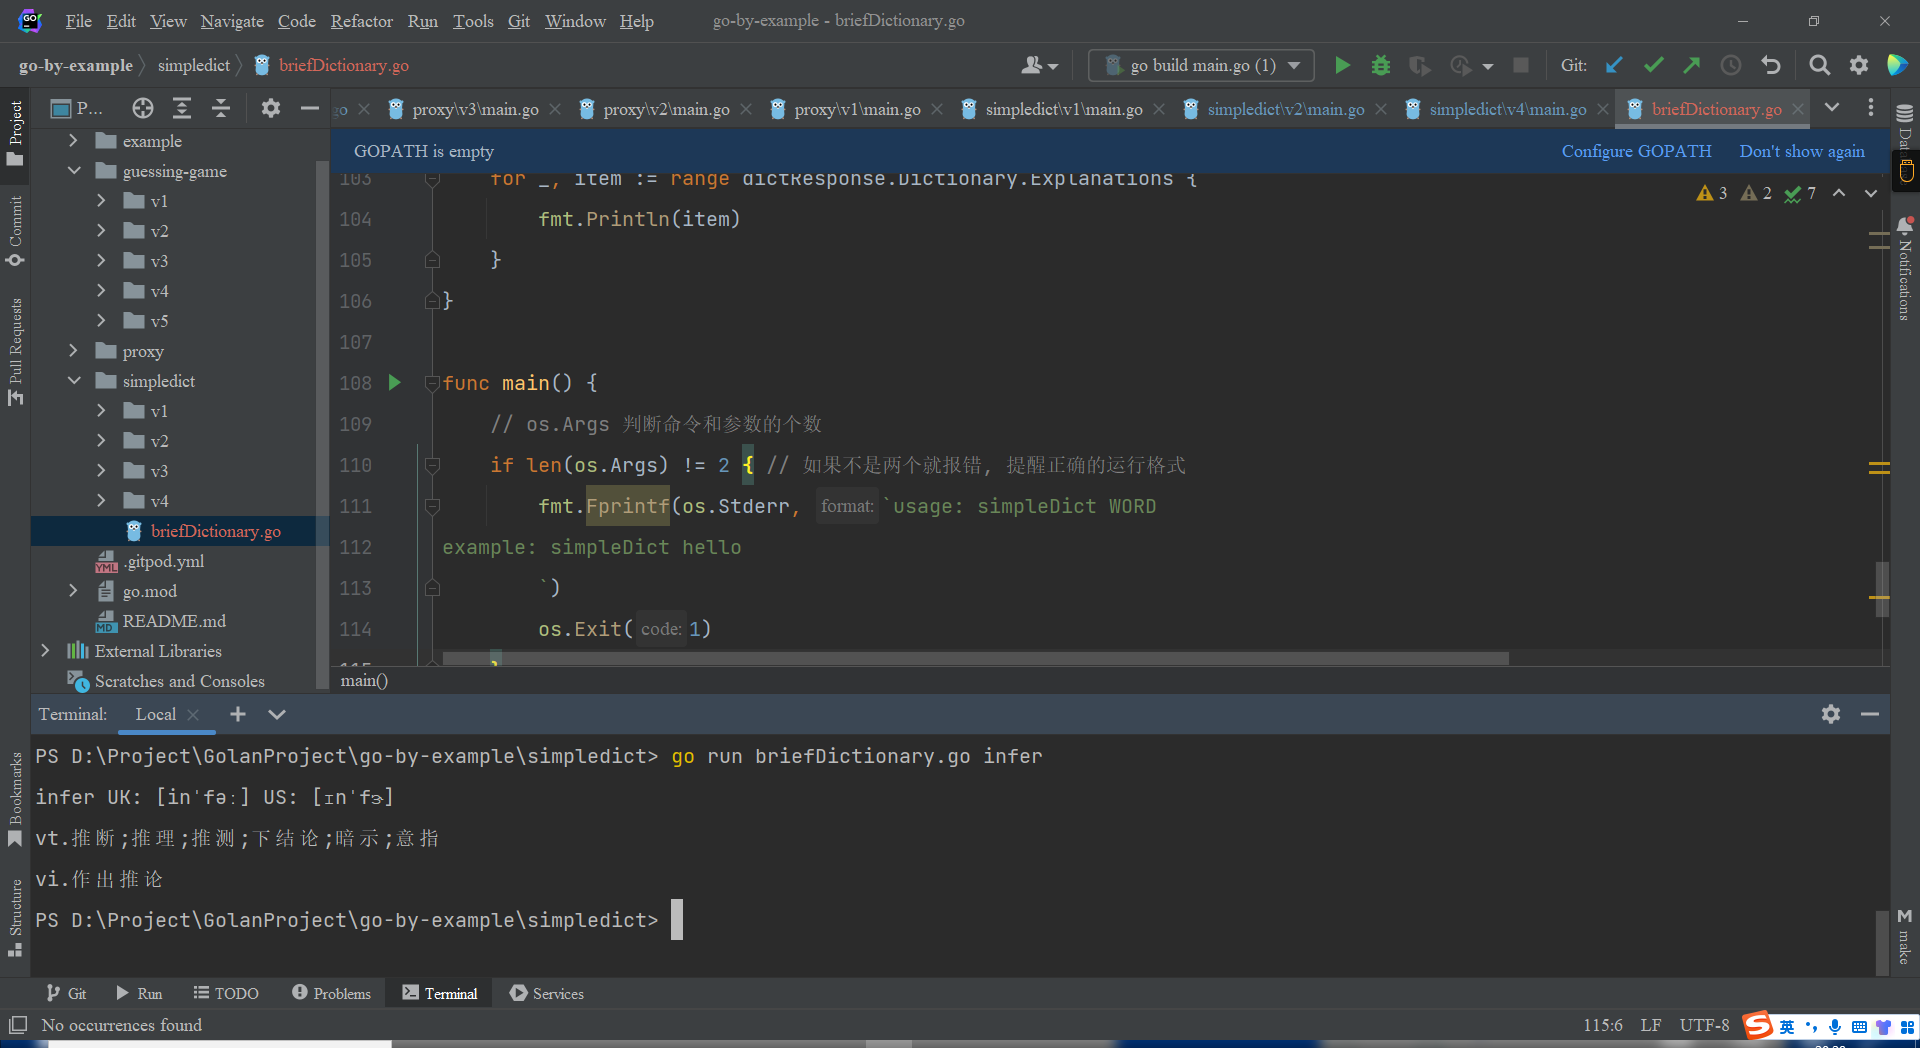 File Edit View Navigate Code Refactor Run Tools Git Window Help go-by-example - briefDictionary.go
go-by-example simpledict briefDictionary.go go build main.go (1) Git:
P... go proxy\v3\main.go proxy\v2\main.go proxy\v1\main.go simpledict\v1\main.go simpledict\v2\main.go simpledict\v4\main.go briefDictionary.go
GOPATH is empty Configure GOPATH Don't show again
3 2 7
Project
Commit
Pull Requests
Bookmarks
Structure
example
guessing-game
v1
v2
v3
v4
v5
proxy
simpledict
v1
v2
v3
v4
briefDictionary.go
.gitpod.yml
go.mod
README.md
External Libraries
Scratches and Consoles
103 for _, item := range dictResponse.Dictionary.Explanations {
104 fmt.Println(item)
105 }
106 }
107
108 func main() {
109 // os.Args 判断命令和参数的个数
110 if len(os.Args) != 2 { // 如果不是两个就报错, 提醒正确的运行格式
111 fmt.Fprintf(os.Stderr, format: `usage: simpleDict WORD
112 example: simpleDict hello
113 `)
114 os.Exit( code: 1)
main()
Notifications
make
Terminal: Local
PS D:\Project\GolanProject\go-by-example\simpledict> go run briefDictionary.go infer
infer UK: [inˈfəː] US: [ɪnˈfɝ]
vt.推断;推理;推测;下结论;暗示;意指
vi.作出推论
PS D:\Project\GolanProject\go-by-example\simpledict>
Git Run TODO Problems Terminal Services
No occurrences found 115:6 LF UTF-8 英